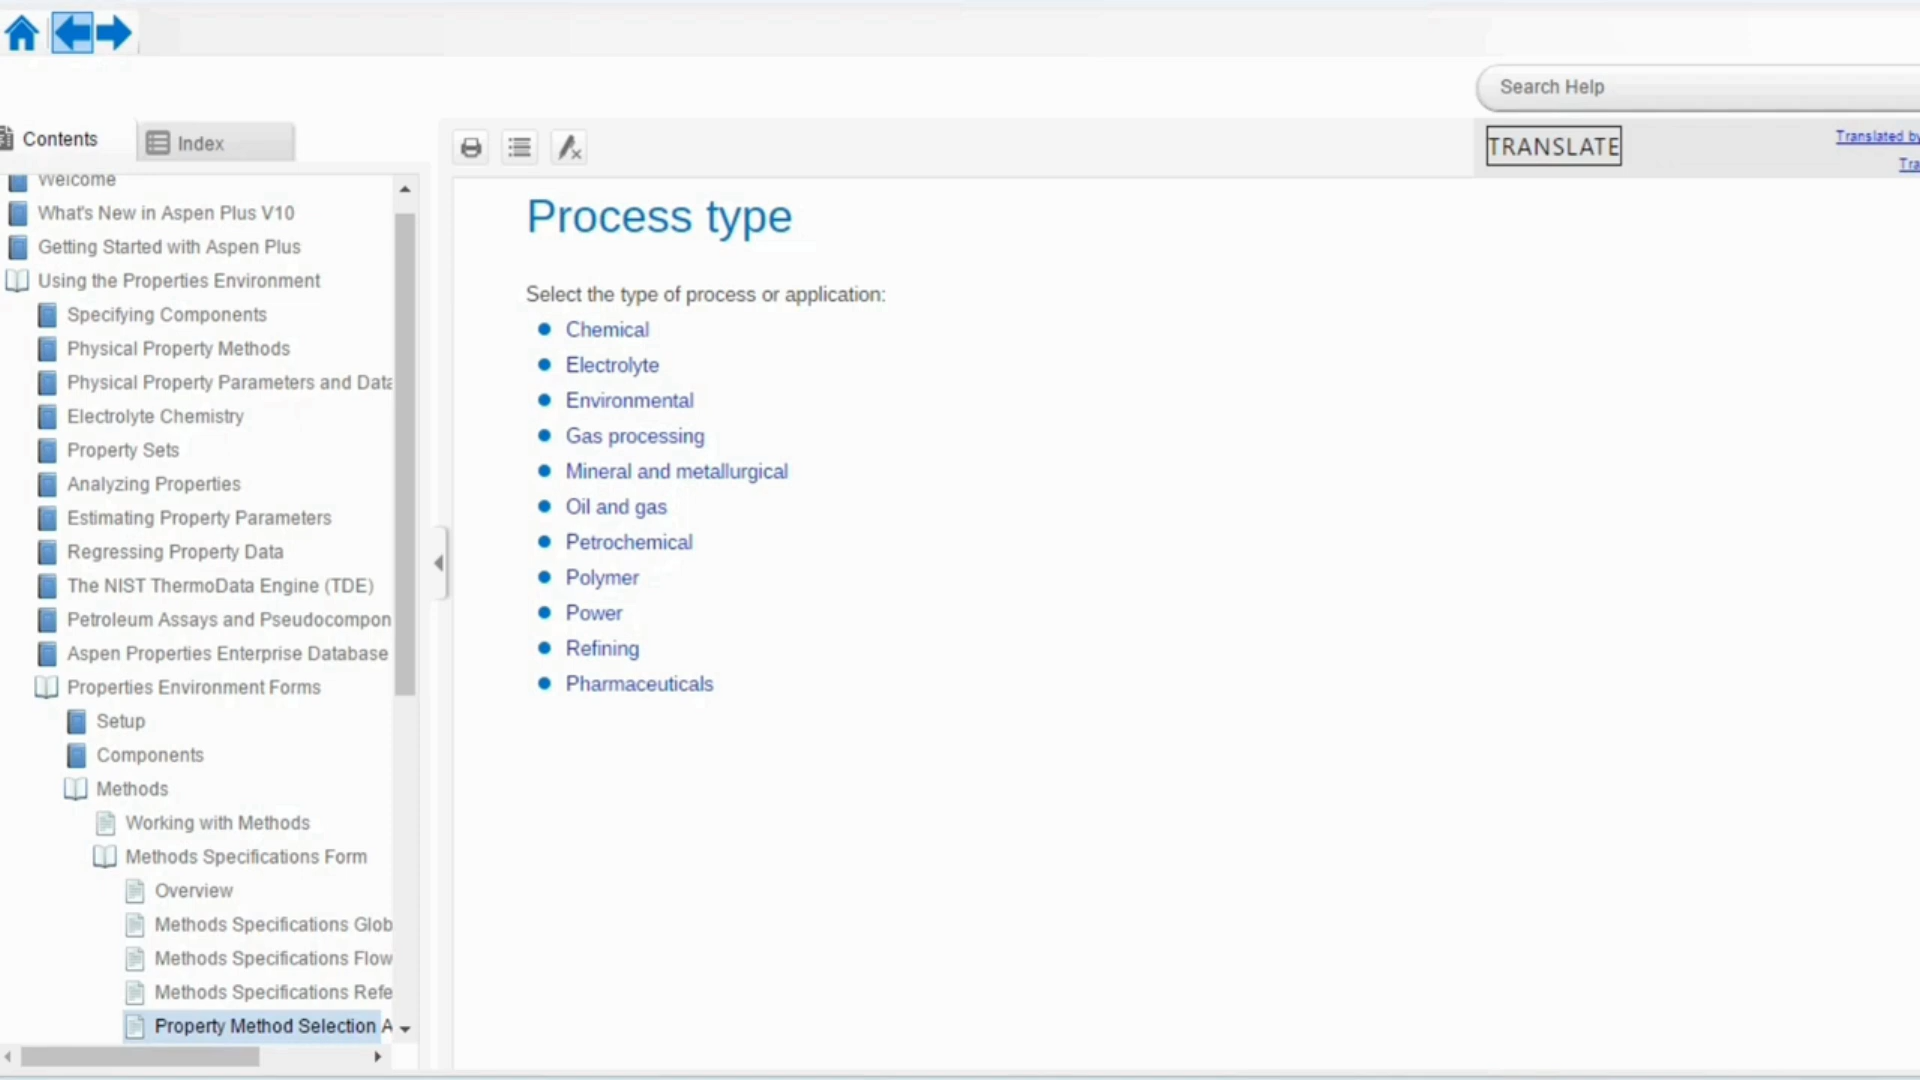 Search Help
Contents
Index
TRANSLATE
Translated by
Tra
Welcome
What's New in Aspen Plus V10
Getting Started with Aspen Plus
Using the Properties Environment
Specifying Components
Physical Property Methods
Physical Property Parameters and Data
Electrolyte Chemistry
Property Sets
Analyzing Properties
Estimating Property Parameters
Regressing Property Data
The NIST ThermoData Engine (TDE)
Petroleum Assays and Pseudocompon
Aspen Properties Enterprise Database
Properties Environment Forms
Setup
Components
Methods
Working with Methods
Methods Specifications Form
Overview
Methods Specifications Glob
Methods Specifications Flow
Methods Specifications Refe
Property Method Selection A
Process type
Select the type of process or application:
Chemical
Electrolyte
Environmental
Gas processing
Mineral and metallurgical
Oil and gas
Petrochemical
Polymer
Power
Refining
Pharmaceuticals